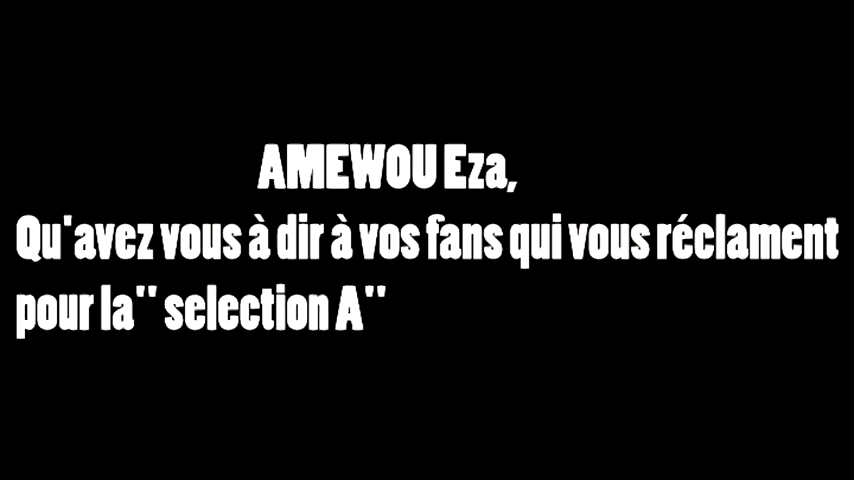 AMEWOU Eza,
Qu'avez vous à dir à vos fans qui vous réclament
pour la" selection A"